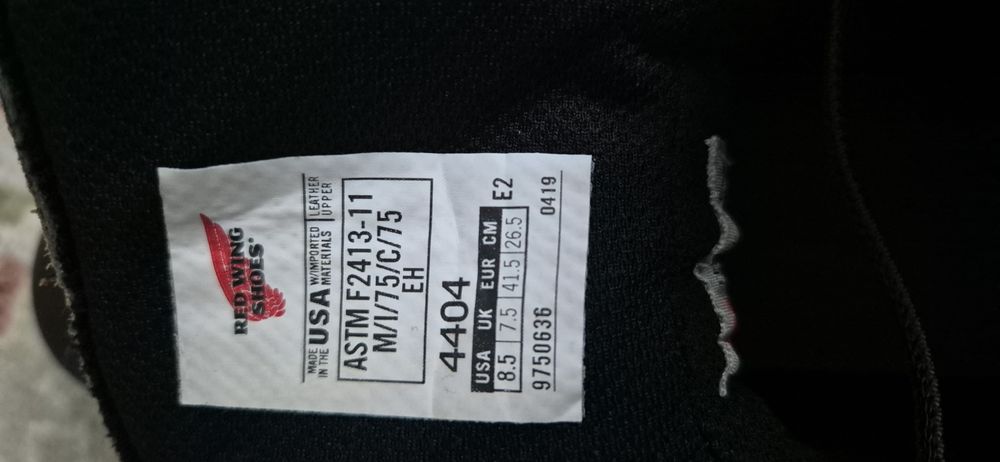 RED WING
SHOES®
MADE IN THE USA W/IMPORTED MATERIALS LEATHER UPPER
ASTM F2413-11
M/I/75/C/75
EH
4404
USA UK EUR CM
8.5 7.5 41.5 26.5 E2
9750636 0419